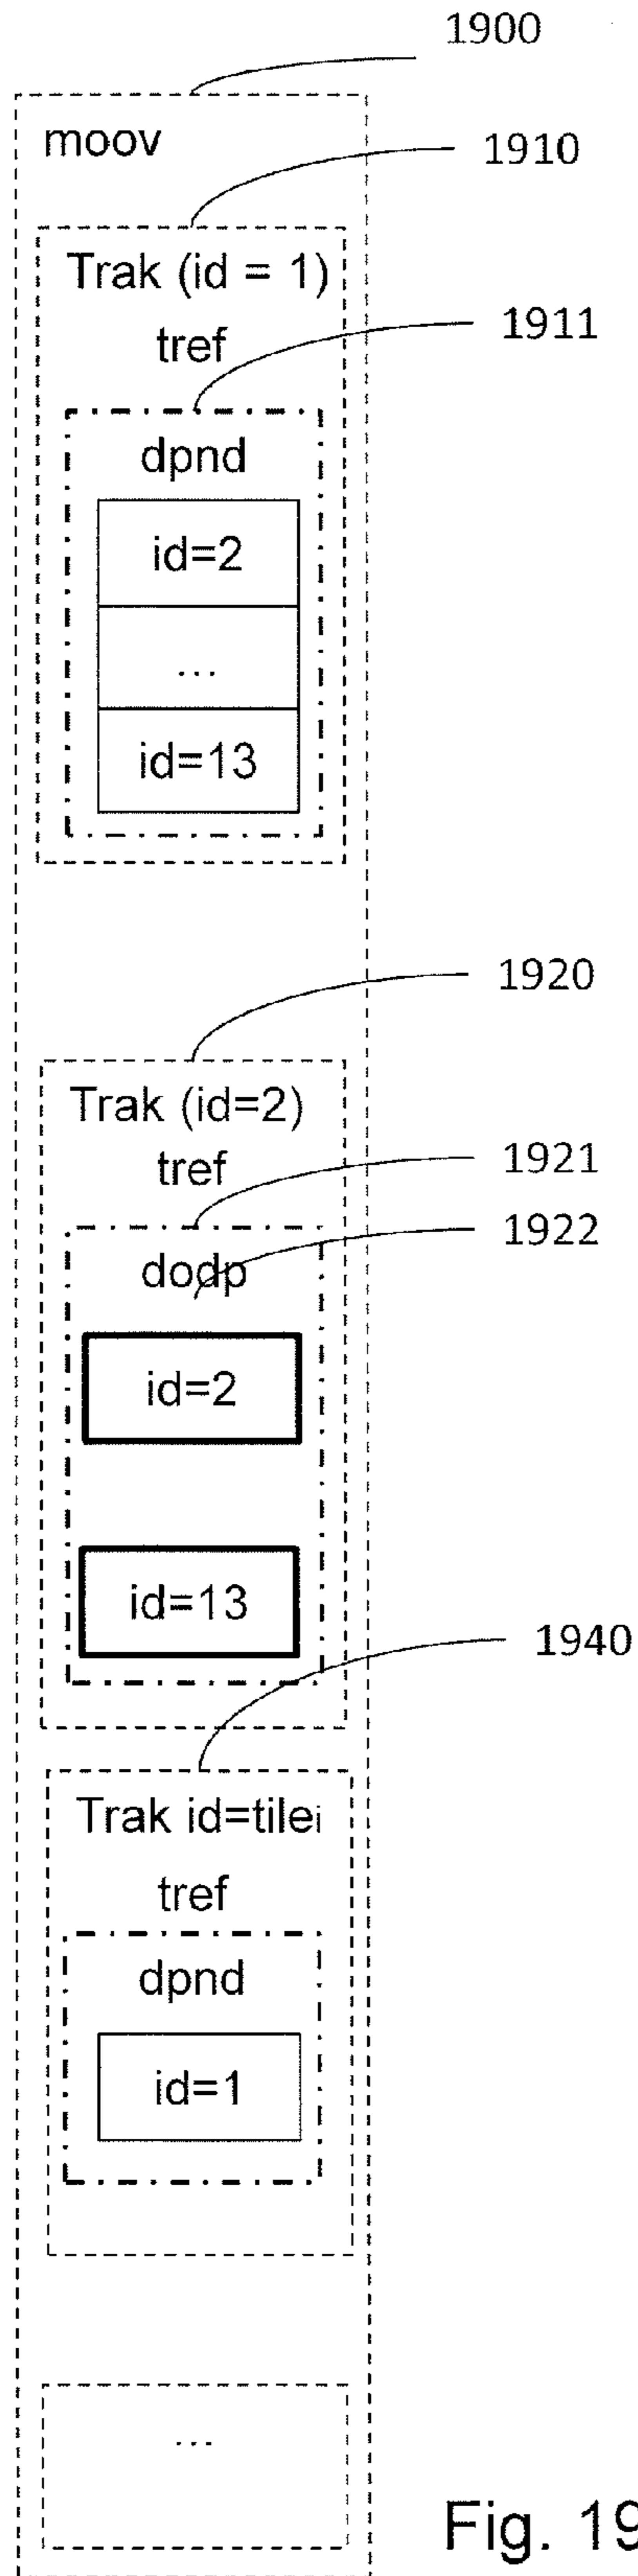 1900
moov
1910
Trak (id = 1)
tref
1911
dpnd
id=2
...
id=13
1920
Trak (id=2)
tref
1921
dodp
1922
id=2
id=13
1940
Trak id=tilei
tref
dpnd
id=1
...
Fig. 19